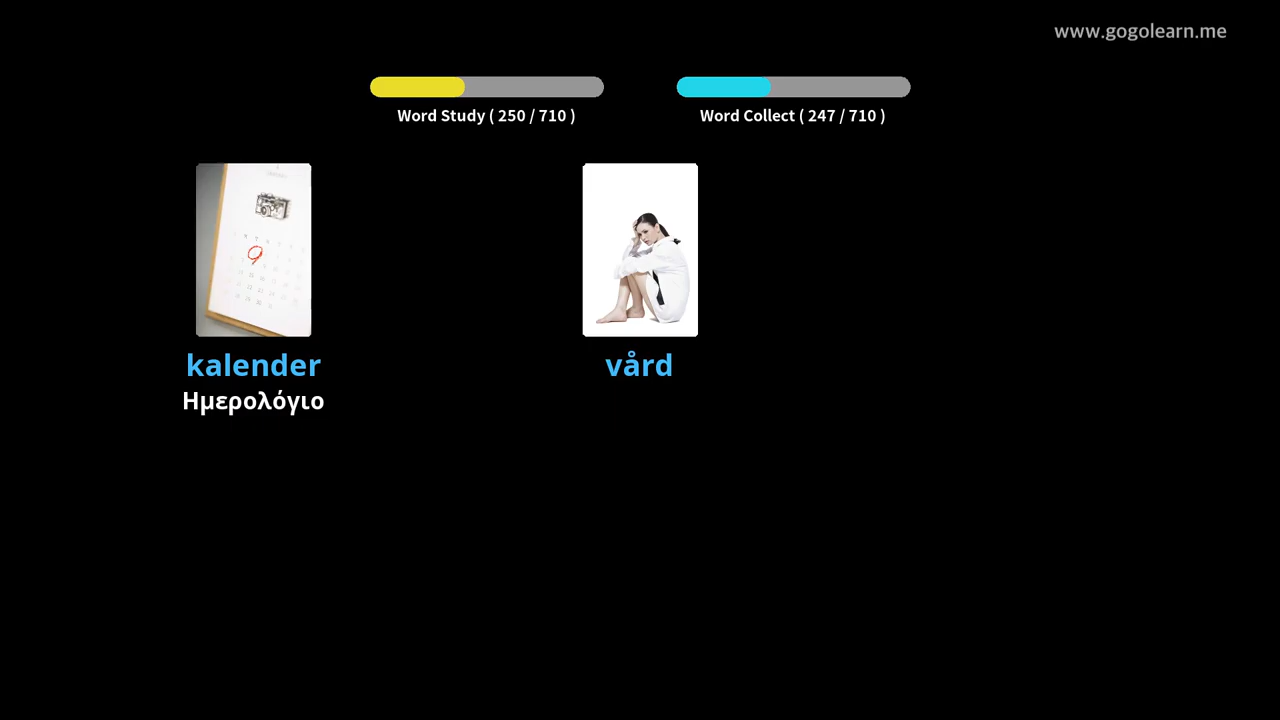 www.gogolearn.me
Word Study ( 250 / 710 )
Word Collect ( 247 / 710 )
kalender
Ημερολόγιο
vård